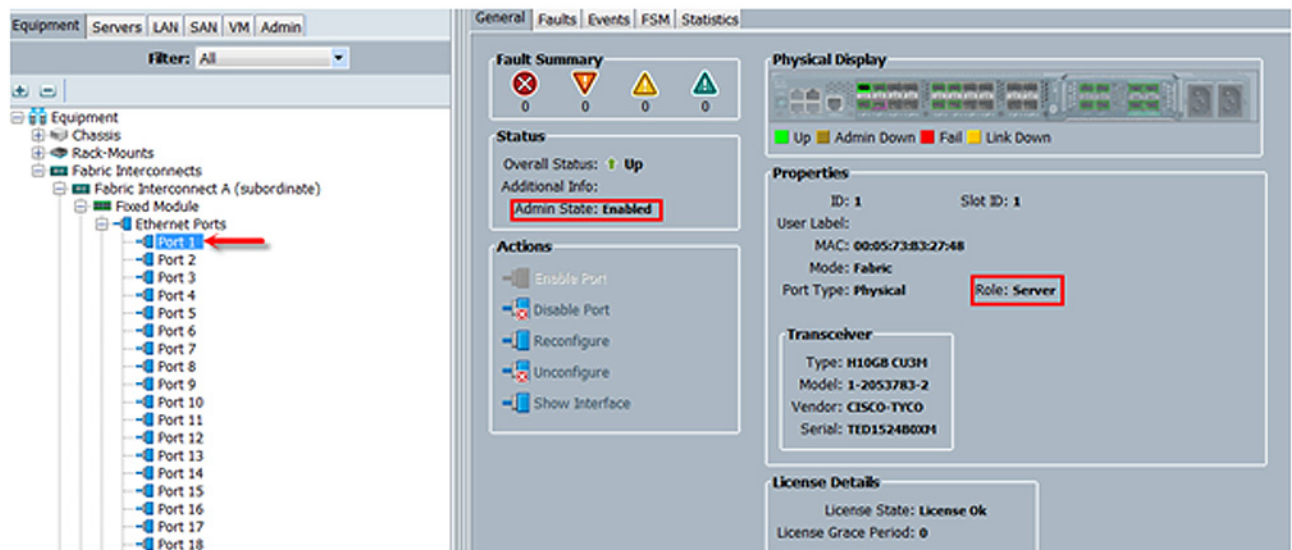 Equipment Servers LAN SAN VM Admin
Filter: All
Equipment
Chassis
Rack-Mounts
Fabric Interconnects
Fabric Interconnect A (subordinate)
Fixed Module
Ethernet Ports
Port 1
Port 2
Port 3
Port 4
Port 5
Port 6
Port 7
Port 8
Port 9
Port 10
Port 11
Port 12
Port 13
Port 14
Port 15
Port 16
Port 17
Port 18
General Faults Events FSM Statistics
Fault Summary
0 0 0 0
Status
Overall Status: Up
Additional Info:
Admin State: Enabled
Actions
Enable Port
Disable Port
Reconfigure
Unconfigure
Show Interface
Physical Display
Up Admin Down Fail Link Down
Properties
ID: 1 Slot ID: 1
User Label:
MAC: 00:05:73:83:27:48
Mode: Fabric
Port Type: Physical Role: Server
Transceiver
Type: H10GB CU3M
Model: 1-2053783-2
Vendor: CISCO-TYCO
Serial: TED152480XM
License Details
License State: License Ok
License Grace Period: 0